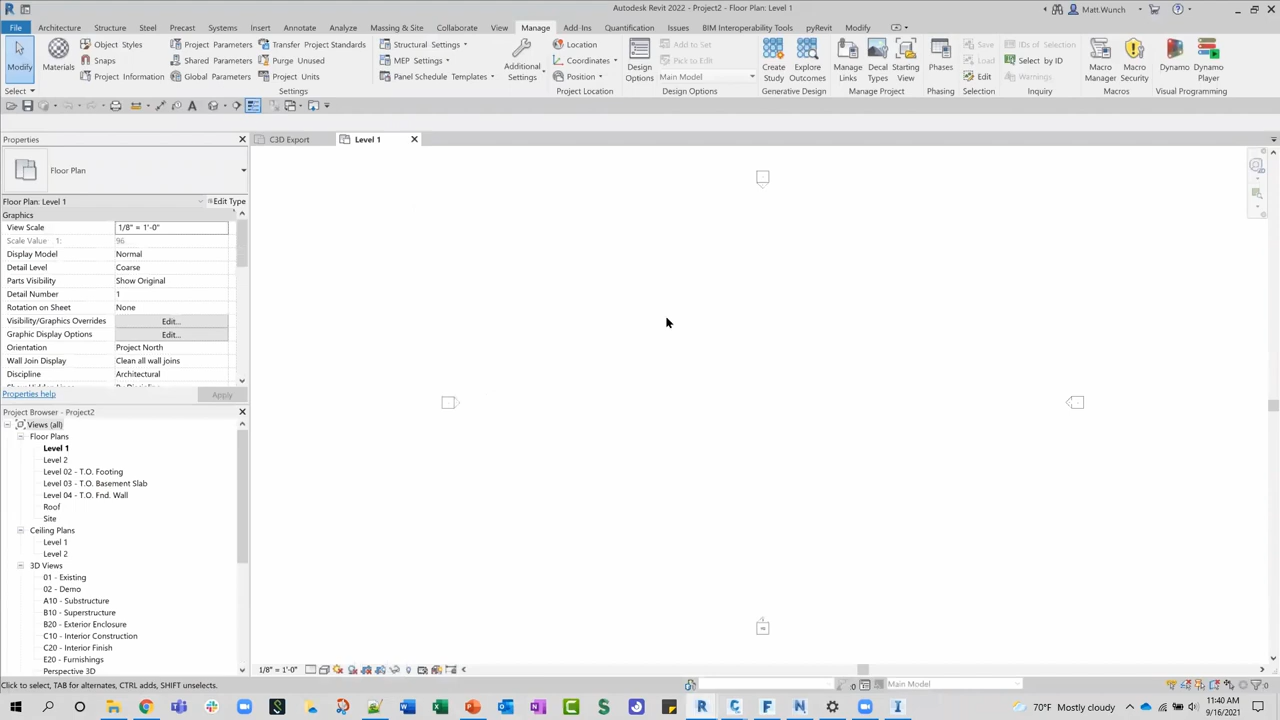 Autodesk Revit 2022 - Project2 - Floor Plan: Level 1
Matt.Wunch
File Architecture Structure Steel Precast Systems Insert Annotate Analyze Massing & Site Collaborate View Manage Add-Ins Quantification Issues BIM Interoperability Tools pyRevit Modify
Modify
Select
Materials
Object Styles
Snaps
Project Information
Project Parameters
Shared Parameters
Global Parameters
Transfer Project Standards
Purge Unused
Project Units
Structural Settings
MEP Settings
Panel Schedule Templates
Additional Settings
Settings
Location
Coordinates
Position
Project Location
Design Options
Add to Set
Pick to Edit
Main Model
Design Options
Create Study
Explore Outcomes
Generative Design
Manage Links
Decal Types
Starting View
Manage Project
Phases
Phasing
Save
Load
Edit
Selection
IDs of Selection
Select by ID
Warnings
Inquiry
Macro Manager
Macro Security
Macros
Dynamo
Dynamo Player
Visual Programming
Properties
C3D Export
Level 1
Floor Plan
Floor Plan: Level 1
Edit Type
Graphics
View Scale 1/8" = 1'-0"
Scale Value 1: 96
Display Model Normal
Detail Level Coarse
Parts Visibility Show Original
Detail Number 1
Rotation on Sheet None
Visibility/Graphics Overrides Edit...
Graphic Display Options Edit...
Orientation Project North
Wall Join Display Clean all wall joins
Discipline Architectural
Properties help
Apply
Project Browser - Project2
Views (all)
Floor Plans
Level 1
Level 2
Level 02 - T.O. Footing
Level 03 - T.O. Basement Slab
Level 04 - T.O. Fnd. Wall
Roof
Site
Ceiling Plans
Level 1
Level 2
3D Views
01 - Existing
02 - Demo
A10 - Substructure
B10 - Superstructure
B20 - Exterior Enclosure
C10 - Interior Construction
C20 - Interior Finish
E20 - Furnishings
Perspective 3D
1/8" = 1'-0"
Click to select, TAB for alternates, CTRL adds, SHIFT unselects.
:0
Main Model
:0
70°F Mostly cloudy
11:40 AM
9/16/2021